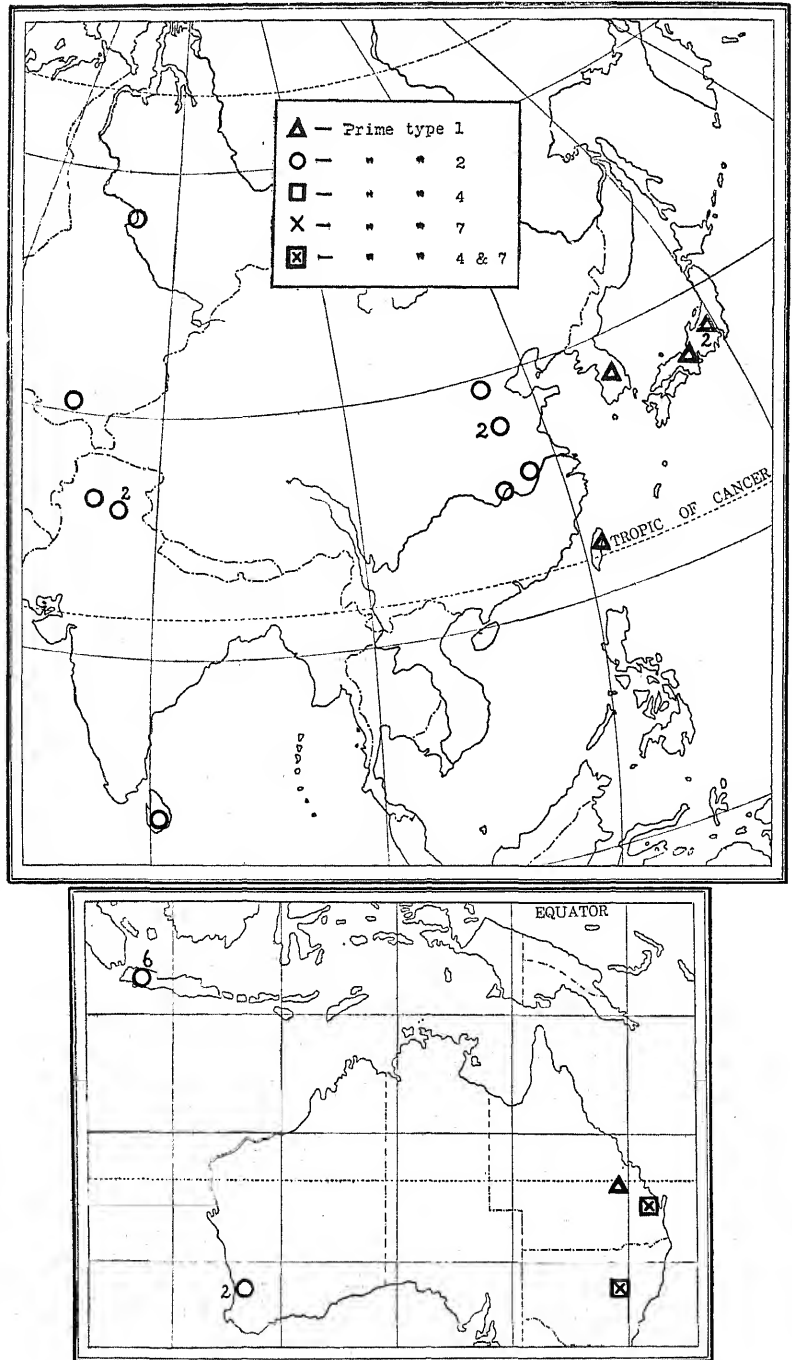 △ — Prime type 1
○ — " " 2
□ — " " 4
× — " " 7
⊠ — " " 4 & 7
2
2
2
TROPIC OF CANCER
EQUATOR
6
2